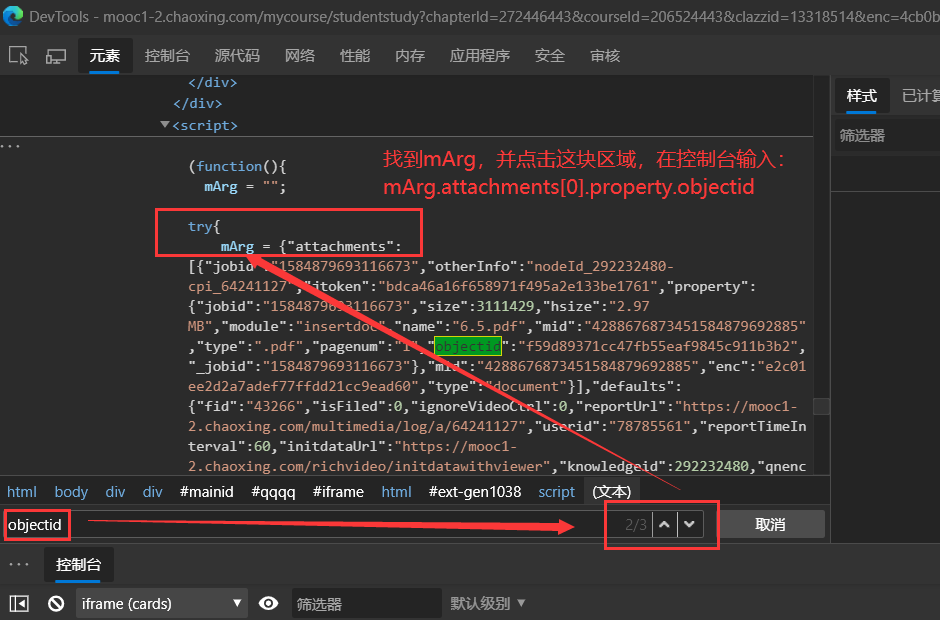 DevTools - mooc1-2.chaoxing.com/mycourse/studentstudy?chapterId=272446443&courseId=206524443&clazzid=13318514&enc=4cb0b
元素 控制台 源代码 网络 性能 内存 应用程序 安全 审核
</div>
</div>
<script>
样式 已计算
筛选器
...
(function(){
mArg = "";
找到mArg，并点击这块区域，在控制台输入：
mArg.attachments[0].property.objectid
try{
mArg = {"attachments":
[{"jobid":"1584879693116673","otherInfo":"nodeId_292232480-
cpi_64241127","jtoken":"bdca46a16f658971f495a2e133be1761","property":
{"jobid":"1584879693116673","size":3111429,"hsize":"2.97
MB","module":"insertdoc","name":"6.5.pdf","mid":"4288676873451584879692885"
,"type":".pdf","pagenum":"1","objectid":"f59d89371cc47fb55eaf9845c911b3b2",
"_jobid":"1584879693116673"},"mid":"4288676873451584879692885","enc":"e2c01
ee2d2a7adef77ffdd21cc9ead60","type":"document"}],"defaults":
{"fid":"43266","isFiled":0,"ignoreVideoCtrl":0,"reportUrl":"https://mooc1-
2.chaoxing.com/multimedia/log/a/64241127","userid":"78785561","reportTimeIn
terval":60,"initdataUrl":"https://mooc1-
2.chaoxing.com/richvideo/initdatawithviewer","knowledgeid":292232480,"qnenc
html body div div #mainid #qqqq #iframe html #ext-gen1038 script (文本)
objectid 2/3 取消
... 控制台
iframe (cards) 筛选器 默认级别